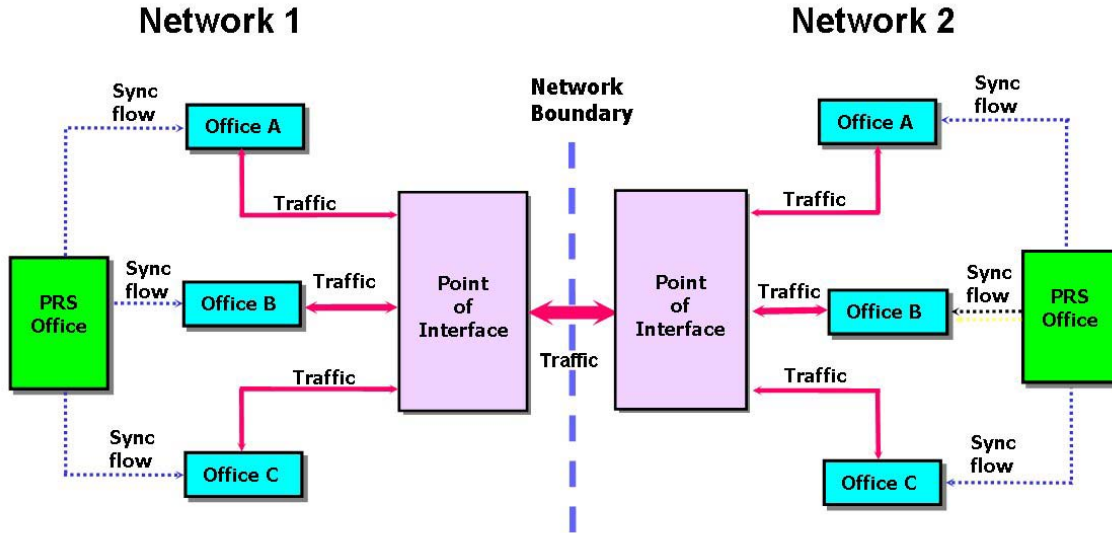 Network 1
Network 2
Sync
flow
Office A
Traffic
PRS
Office
Sync
flow
Office B
Traffic
Point
of
Interface
Traffic
Sync
flow
Office C
Network
Boundary
Traffic
Office A
Sync
flow
Traffic
Point
of
Interface
Traffic
Office B
Sync
flow
PRS
Office
Traffic
Office C
Sync
flow